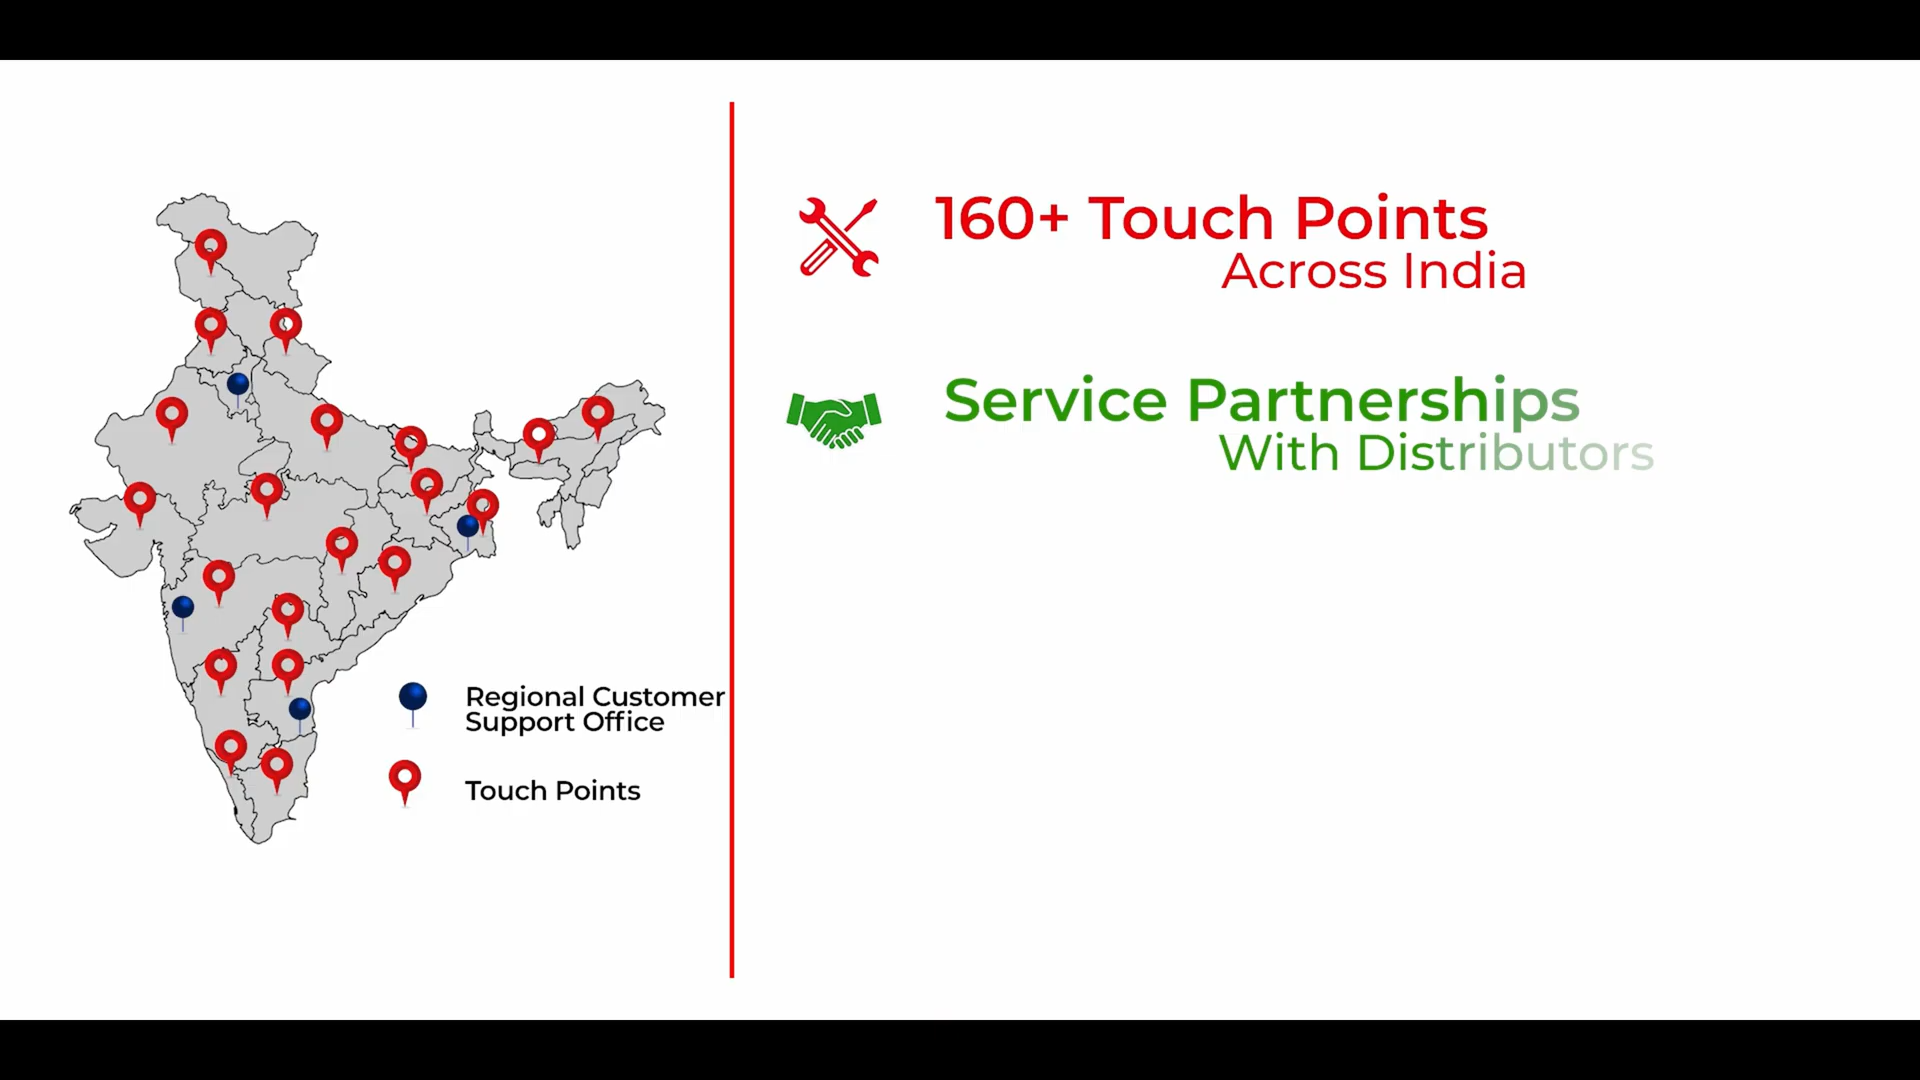 160+ Touch Points
Across India
Service Partnerships
With Distributors
Regional Customer
Support Office
Touch Points